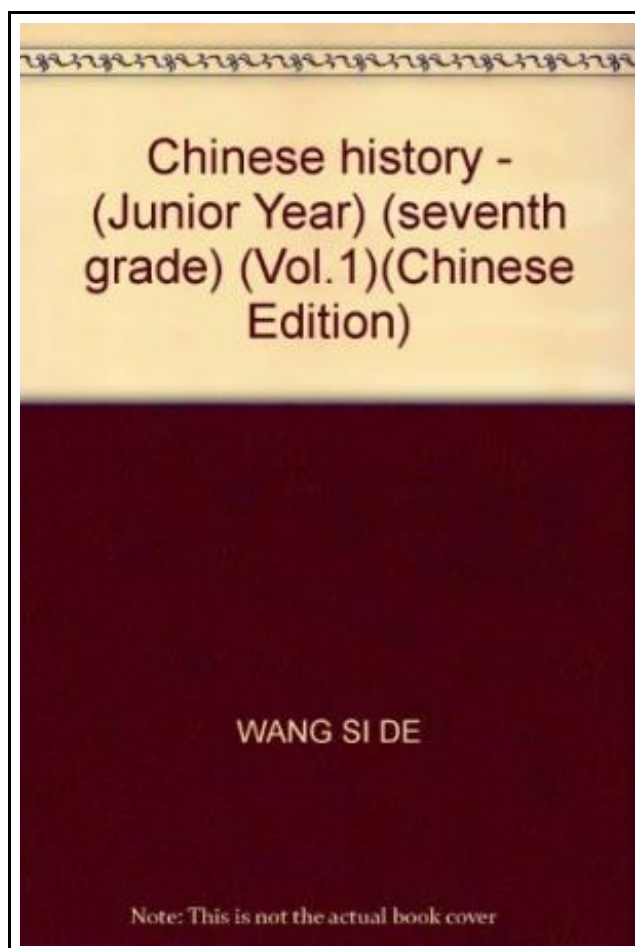 Chinese history -
(Junior Year) (seventh
grade) (Vol.1)(Chinese
Edition)
WANG SI DE
Note: This is not the actual book cover